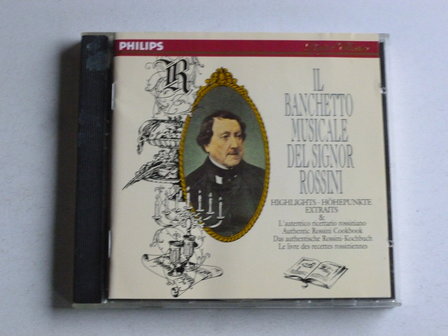 PHILIPS
R
IL
BANCHETTO
MUSICALE
DEL SIGNOR
ROSSINI
HIGHLIGHTS · HÖHEPUNKTE
EXTRAITS
&
L'autentico ricettario rossiniano
Authentic Rossini Cookbook
Das authentische Rossini-Kochbuch
Le livre des recettes rossiniennes